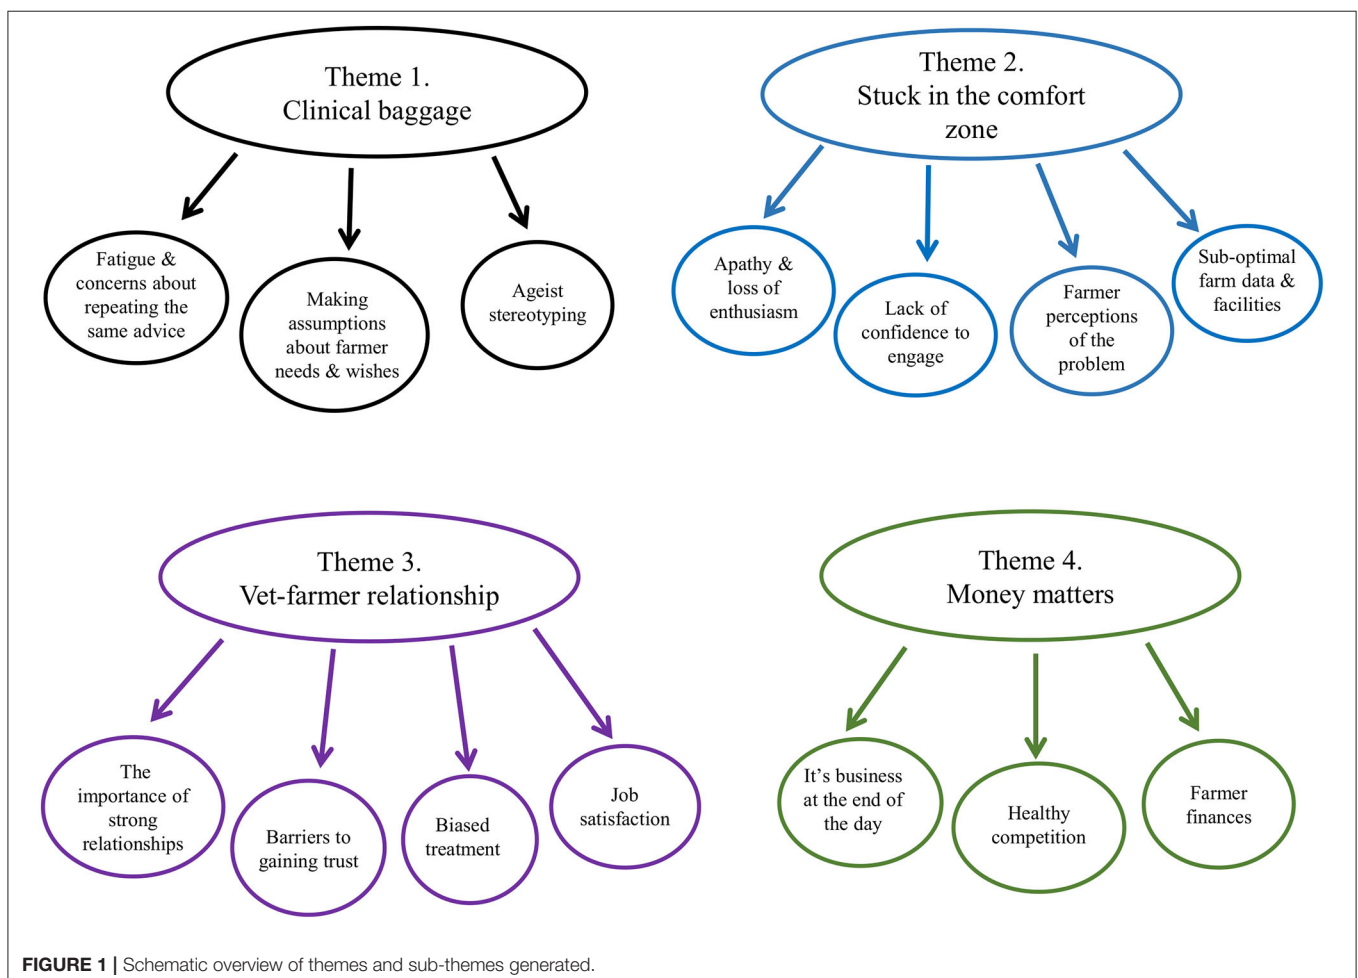 Theme 1.
Clinical baggage
Fatigue &
concerns about
repeating the
same advice
Making
assumptions
about farmer
needs & wishes
Ageist
stereotyping
Theme 2.
Stuck in the comfort
zone
Apathy &
loss of
enthusiasm
Lack of
confidence to
engage
Farmer
perceptions
of the
problem
Sub-optimal
farm data &
facilities
Theme 3.
Vet-farmer relationship
The
importance of
strong
relationships
Barriers to
gaining trust
Biased
treatment
Job
satisfaction
Theme 4.
Money matters
It’s business
at the end of
the day
Healthy
competition
Farmer
finances
FIGURE 1 | Schematic overview of themes and sub-themes generated.